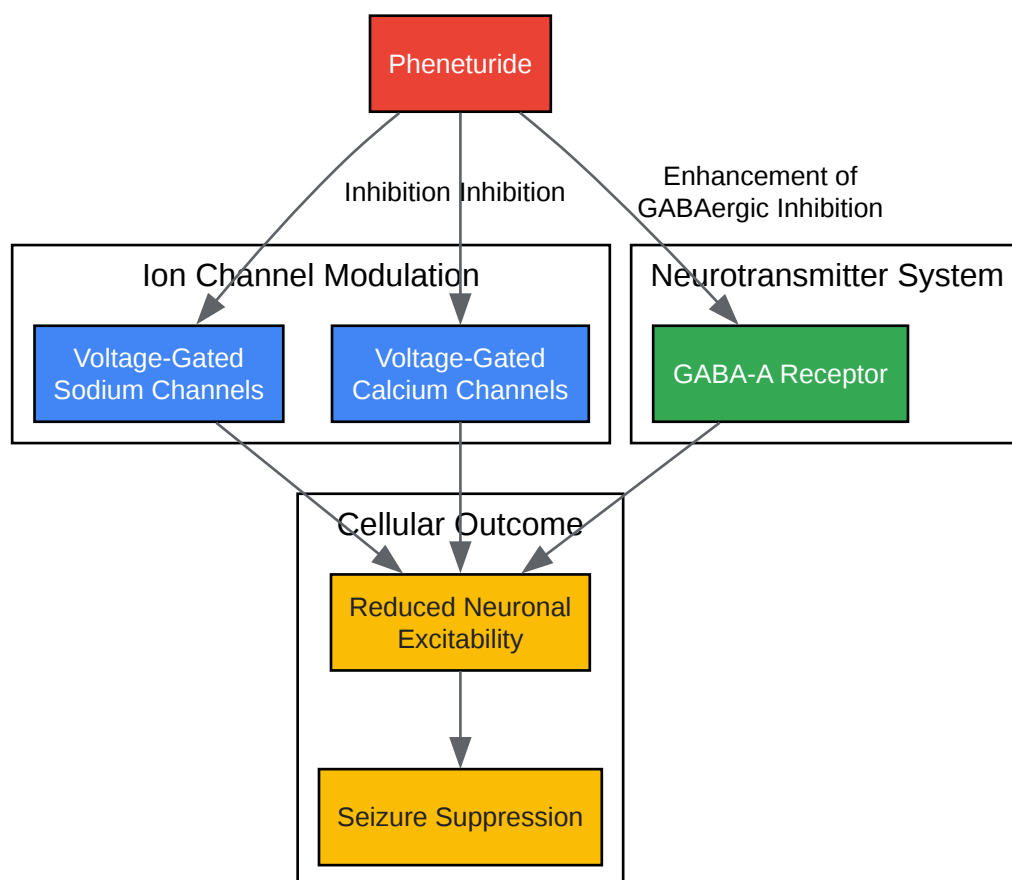 Pheneturide
Inhibition
Inhibition
Enhancement of
GABAergic Inhibition
Ion Channel Modulation
Neurotransmitter System
Voltage-Gated
Sodium Channels
Voltage-Gated
Calcium Channels
GABA-A Receptor
Cellular Outcome
Reduced Neuronal
Excitability
Seizure Suppression